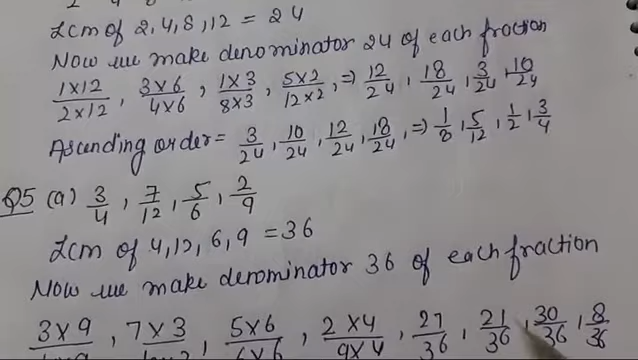 Lcm of 2,4,8,12 = 24
Now we make denominator 24 of each fraction
1×12/2×12, 3×6/4×6, 1×3/8×3, 5×2/12×2, ⇒ 12/24, 18/24, 3/24, 10/24
Ascending order = 3/24, 10/24, 12/24, 18/24, ⇒ 1/8, 5/12, 1/2, 3/4
Q5 (a) 3/4, 7/12, 5/6, 2/9
Lcm of 4,12,6,9 = 36
Now we make denominator 36 of each fraction
3×9, 7×3, 5×6/6×6, 2×4/9×4, 27/36, 21/36, 30/36, 8/36